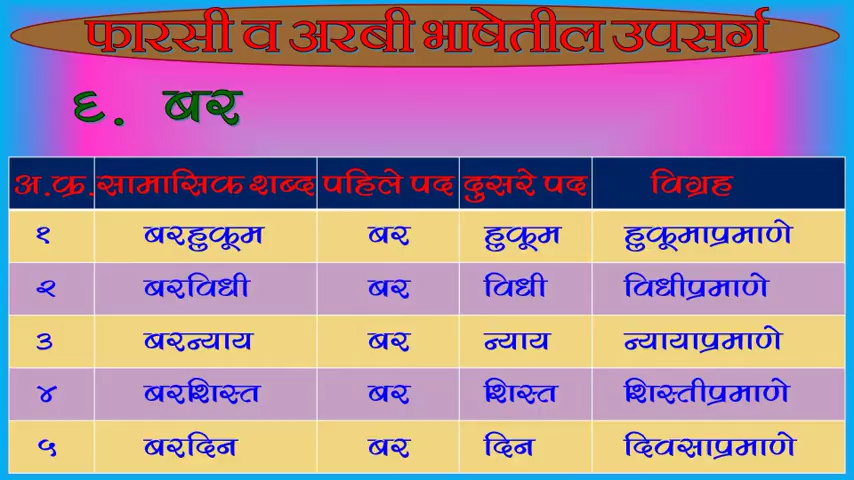 फारसी व अरबी भाषेतील उपसर्ग
६. बर
अ.क्र. सामासिक शब्द पहिले पद दुसरे पद विग्रह
१ बरहुकूम बर हुकूम हुकूमाप्रमाणे
२ बरविधी बर विधी विधीप्रमाणे
३ बरन्याय बर न्याय न्यायाप्रमाणे
४ बरशिस्त बर शिस्त शिस्तीप्रमाणे
५ बरदिन बर दिन दिवसाप्रमाणे